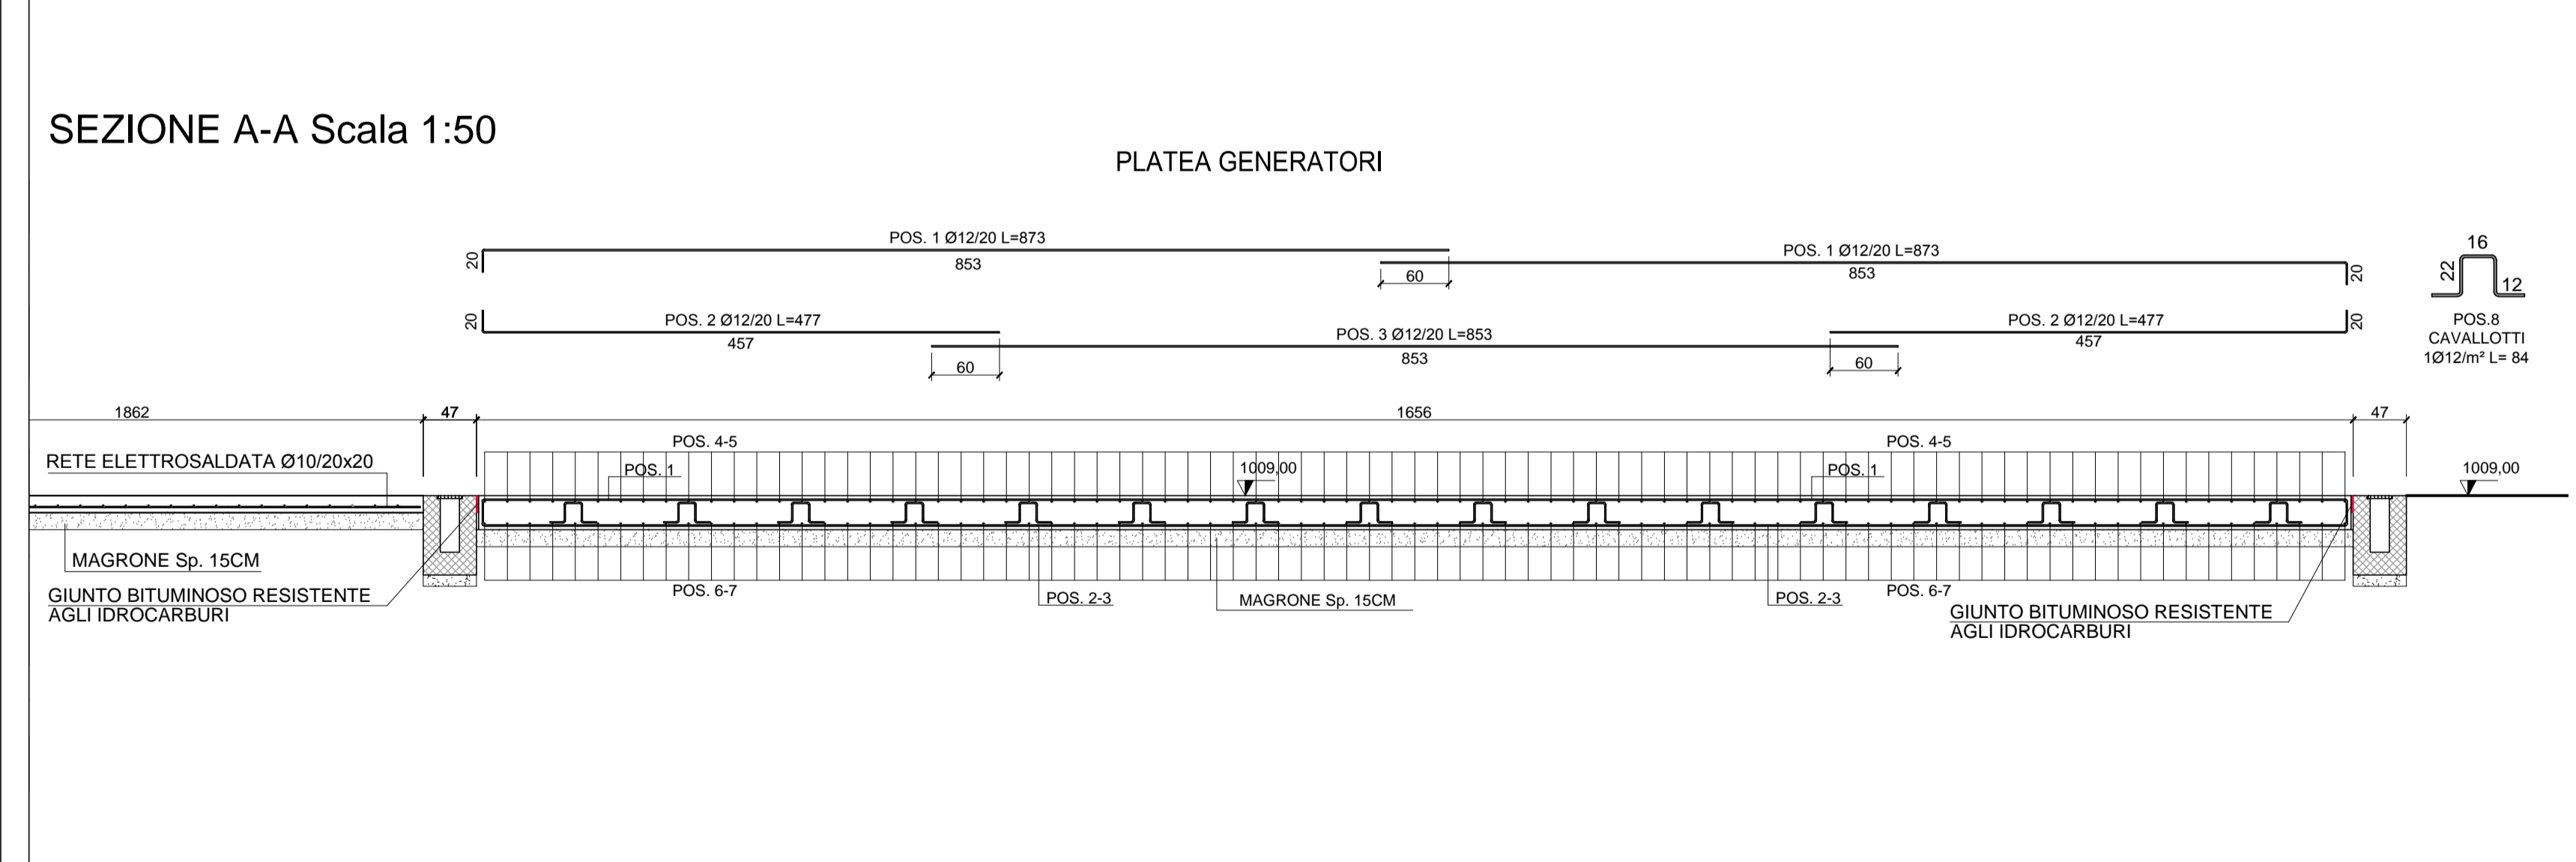 SEZIONE A-A Scala 1:50
PLATEA GENERATORI
POS. 1 Ø12/20 L=873
20
853
POS. 1 Ø12/20 L=873
60
853
20
16
22
12
POS.8
CAVALLOTTI
1Ø12/m² L= 84
20
POS. 2 Ø12/20 L=477
457
60
POS. 3 Ø12/20 L=853
853
POS. 2 Ø12/20 L=477
457
60
20
1862
47
1656
47
POS. 4-5
POS. 4-5
RETE ELETTROSALDATA Ø10/20x20
POS. 1
1009,00
POS. 1
1009,00
MAGRONE Sp. 15CM
GIUNTO BITUMINOSO RESISTENTE
AGLI IDROCARBURI
POS. 6-7
POS. 2-3
MAGRONE Sp. 15CM
POS. 2-3
POS. 6-7
GIUNTO BITUMINOSO RESISTENTE
AGLI IDROCARBURI